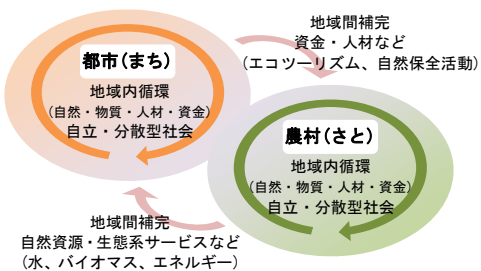 都市（まち）
地域内循環
（自然・物質・人材・資金）
自立・分散型社会
地域間補完
資金・人材など
（エコツーリズム、自然保全活動）
農村（さと）
地域内循環
（自然・物質・人材・資金）
自立・分散型社会
地域間補完
自然資源・生態系サービスなど
（水、バイオマス、エネルギー）